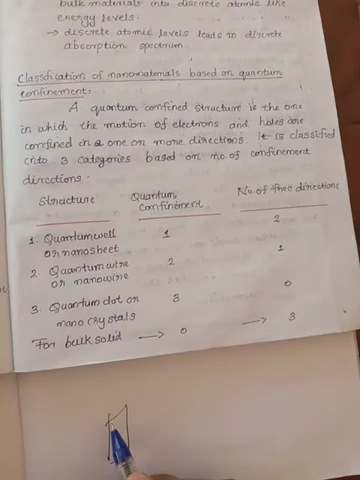 bulk materials into discrete atomic like
energy levels.
→ discrete atomic levels leads to discrete
absorption spectrum.
Classification of nanomaterials based on quantum
confinement:
A quantum confined structure is the one
in which the motion of electrons and holes are
confined in one or more directions. It is classified
into 3 categories based on no. of confinement
directions.
Structure Quantum Confinement No. of free directions
1. Quantum well or nanosheet 1 2
2. Quantum wire or nanowire 2 1
3. Quantum dot or nano crystals 3 0
For bulk solid → 0 → 3